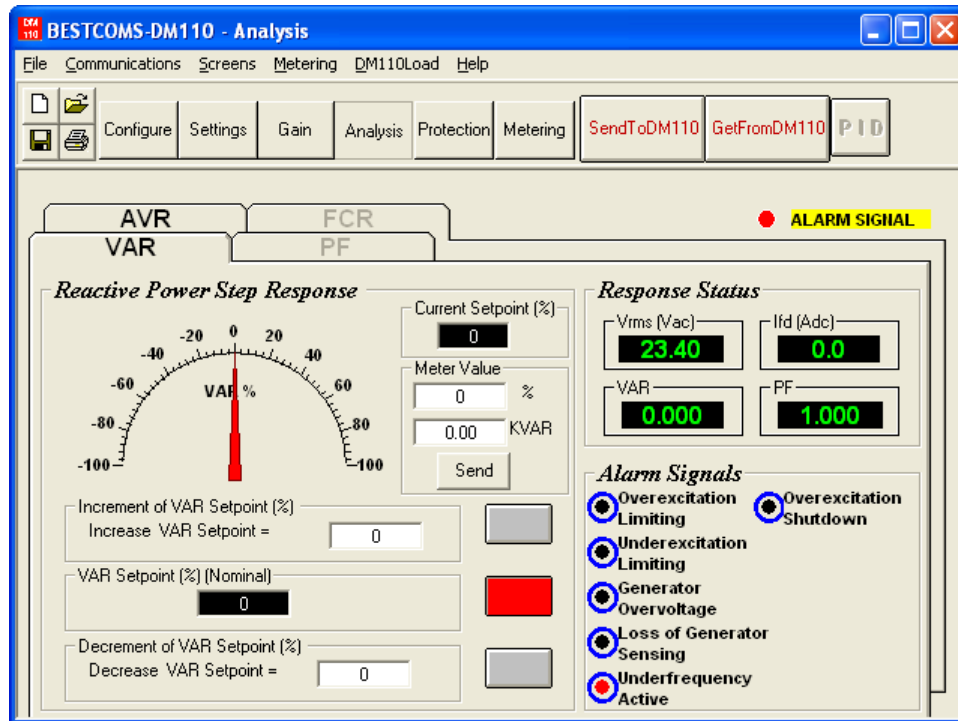 DM 110 BESTCOMS-DM110 - Analysis
File Communications Screens Metering DM110Load Help
Configure Settings Gain Analysis Protection Metering SendToDM110 GetFromDM110 PID
AVR FCR
ALARM SIGNAL
VAR PF
Reactive Power Step Response
-100 -80 -60 -40 -20 0 20 40 60 80 100
VAR %
Current Setpoint (%)
0
Meter Value
0 %
0.00 KVAR
Send
Increment of VAR Setpoint (%)
Increase VAR Setpoint = 0
VAR Setpoint (%) (Nominal)
0
Decrement of VAR Setpoint (%)
Decrease VAR Setpoint = 0
Response Status
Vrms (Vac) Ifd (Adc)
23.40 0.0
VAR PF
0.000 1.000
Alarm Signals
Overexcitation Limiting
Overexcitation Shutdown
Underexcitation Limiting
Generator Overvoltage
Loss of Generator Sensing
Underfrequency Active